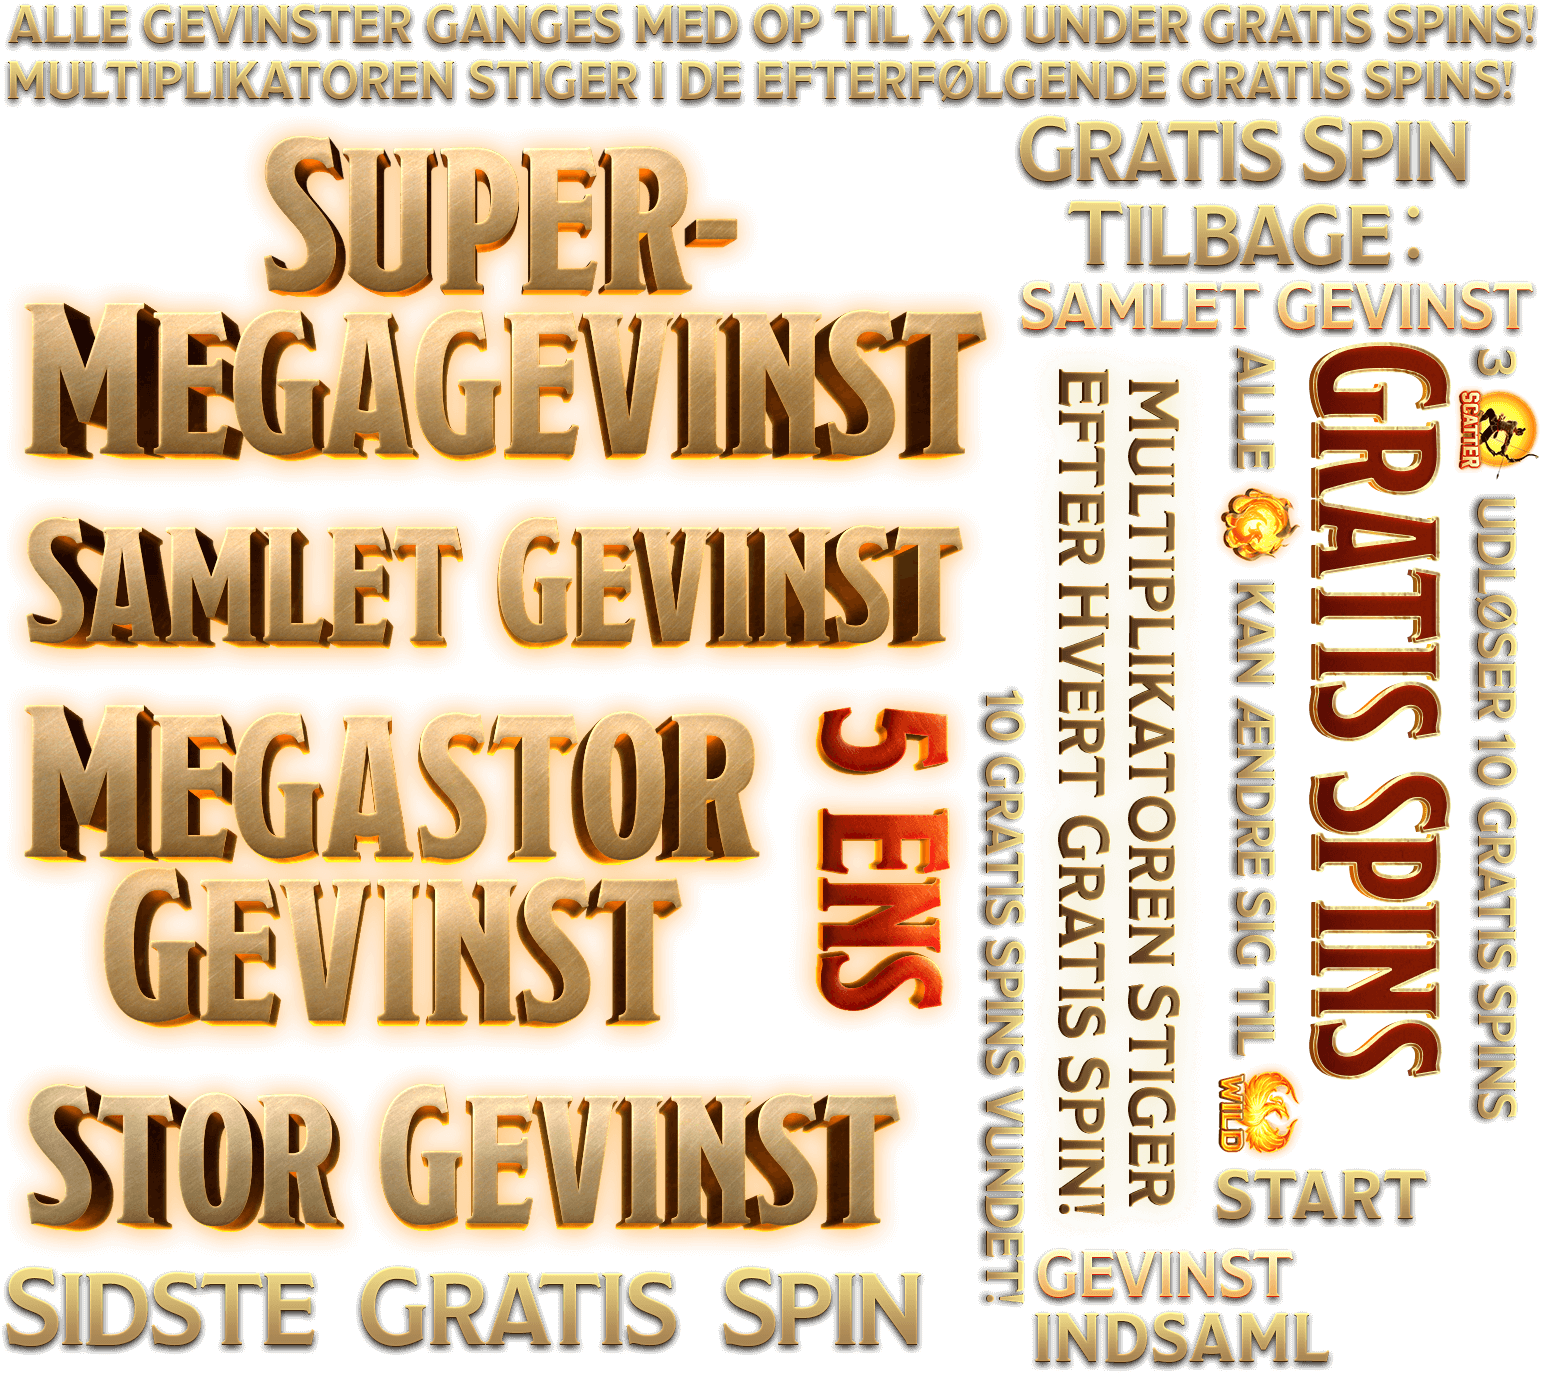 ALLE GEVINSTER GANGES MED OP TIL X10 UNDER GRATIS SPINS!
MULTIPLIKATOREN STIGER I DE EFTERFØLGENDE GRATIS SPINS!
GRATIS SPIN
TILBAGE:
SAMLET GEVINST
SUPER-
MEGAGEVINST
SAMLET GEVINST
MEGASTOR
GEVINST
STOR GEVINST
SIDSTE GRATIS SPIN
5 ENS
10 GRATIS SPINS VUNDET!
MULTIPLIKATOREN STIGER
EFTER HVERT GRATIS SPIN!
ALLE KAN ÆNDRE SIG TIL WILD
GRATIS SPINS
3 SCATTER UDLØSER 10 GRATIS SPINS
START
GEVINST
INDSAML